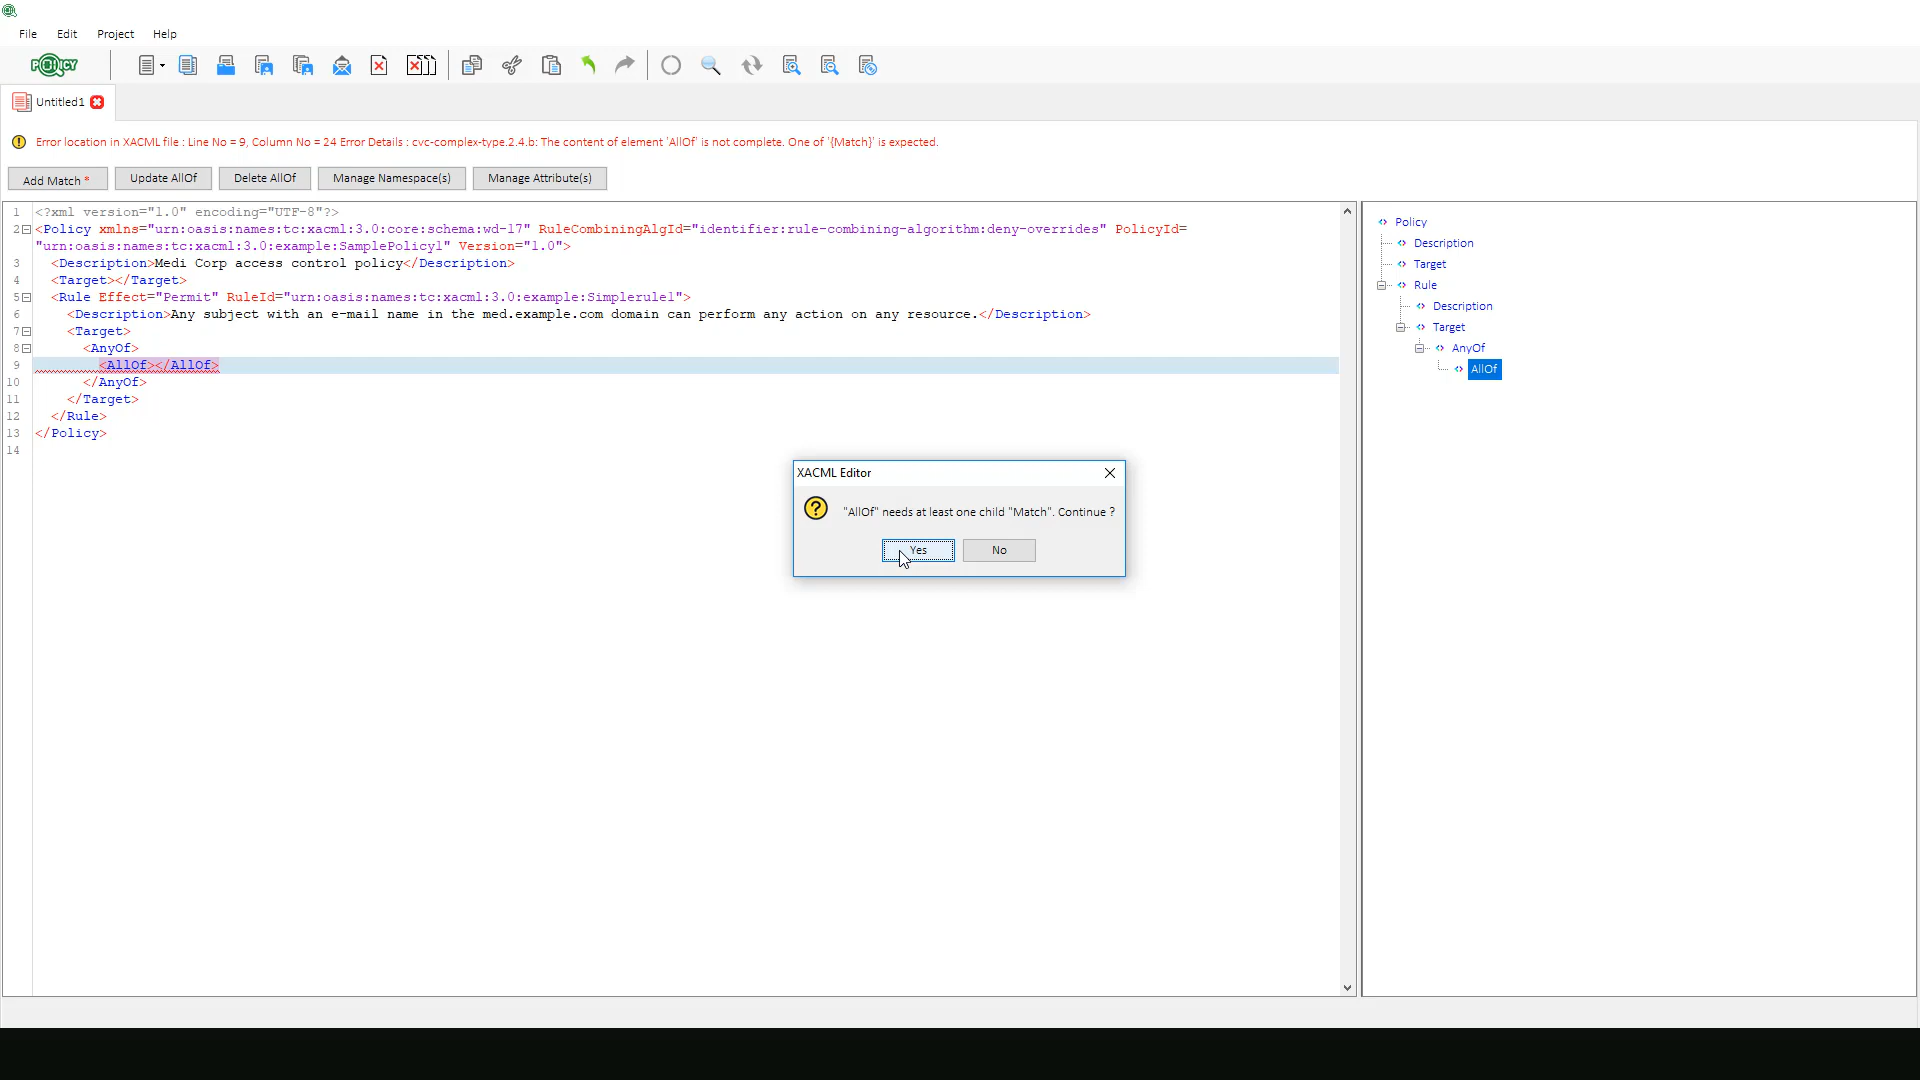 File Edit Project Help
POLICY
Untitled1
Error location in XACML file : Line No = 9, Column No = 24 Error Details : cvc-complex-type.2.4.b: The content of element 'AllOf' is not complete. One of '{Match}' is expected.
Add Match * Update AllOf Delete AllOf Manage Namespace(s) Manage Attribute(s)
1 <?xml version="1.0" encoding="UTF-8"?>
2 <Policy xmlns="urn:oasis:names:tc:xacml:3.0:core:schema:wd-17" RuleCombiningAlgId="identifier:rule-combining-algorithm:deny-overrides" PolicyId=
"urn:oasis:names:tc:xacml:3.0:example:SamplePolicy1" Version="1.0">
3 <Description>Medi Corp access control policy</Description>
4 <Target></Target>
5 <Rule Effect="Permit" RuleId="urn:oasis:names:tc:xacml:3.0:example:Simplerule1">
6 <Description>Any subject with an e-mail name in the med.example.com domain can perform any action on any resource.</Description>
7 <Target>
8 <AnyOf>
9 <AllOf></AllOf>
10 </AnyOf>
11 </Target>
12 </Rule>
13 </Policy>
14
Policy
Description
Target
Rule
Description
Target
AnyOf
AllOf
XACML Editor
"AllOf" needs at least one child "Match". Continue ?
Yes No